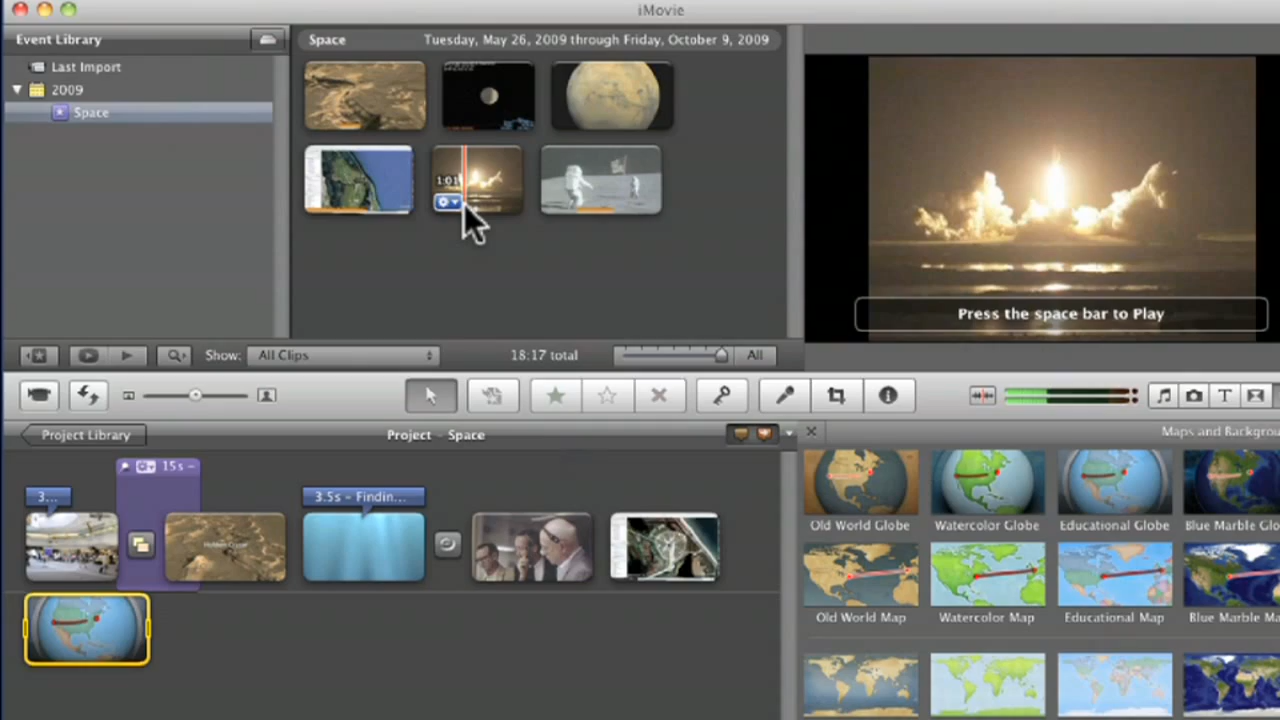 iMovie
Event Library
Space
Tuesday, May 26, 2009 through Friday, October 9, 2009
Last Import
2009
Space
1:01
Press the space bar to Play
Show:
All Clips
18:17 total
All
Project Library
Project - Space
Maps and Backgrou
15s -
3...
3.5s - Findin...
Old World Globe
Watercolor Globe
Educational Globe
Blue Marble Glo
Old World Map
Watercolor Map
Educational Map
Blue Marble Ma